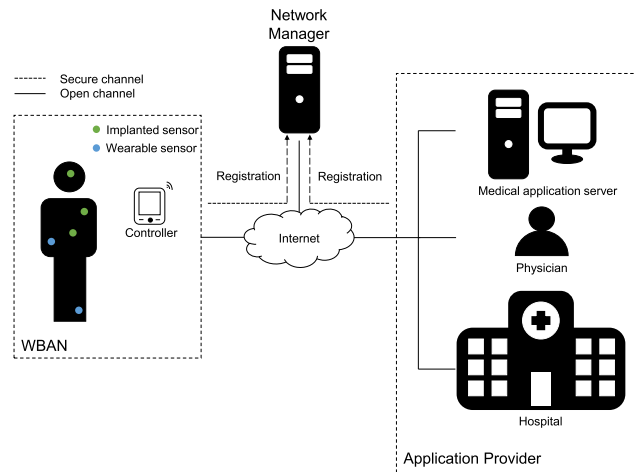 Network
Manager
Secure channel
Open channel
Implanted sensor
Wearable sensor
Registration
Registration
Controller
Internet
Medical application server
Physician
WBAN
Hospital
Application Provider